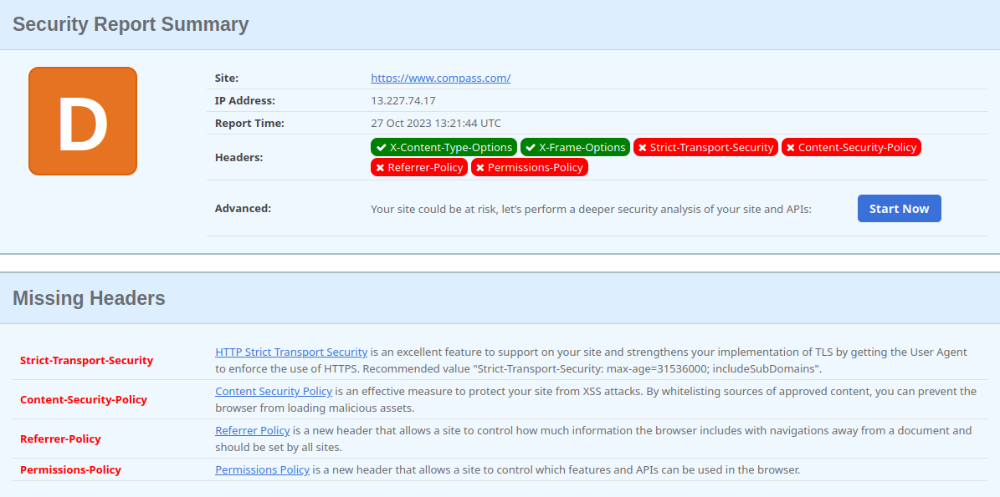 Security Report Summary
D
Site: https://www.compass.com/
IP Address: 13.227.74.17
Report Time: 27 Oct 2023 13:21:44 UTC
Headers: X-Content-Type-Options X-Frame-Options Strict-Transport-Security Content-Security-Policy
Referrer-Policy Permissions-Policy
Advanced: Your site could be at risk, let’s perform a deeper security analysis of your site and APIs: Start Now
Missing Headers
Strict-Transport-Security HTTP Strict Transport Security is an excellent feature to support on your site and strengthens your implementation of TLS by getting the User Agent
to enforce the use of HTTPS. Recommended value "Strict-Transport-Security: max-age=31536000; includeSubDomains".
Content-Security-Policy Content Security Policy is an effective measure to protect your site from XSS attacks. By whitelisting sources of approved content, you can prevent the
browser from loading malicious assets.
Referrer-Policy Referrer Policy is a new header that allows a site to control how much information the browser includes with navigations away from a document and
should be set by all sites.
Permissions-Policy Permissions Policy is a new header that allows a site to control which features and APIs can be used in the browser.